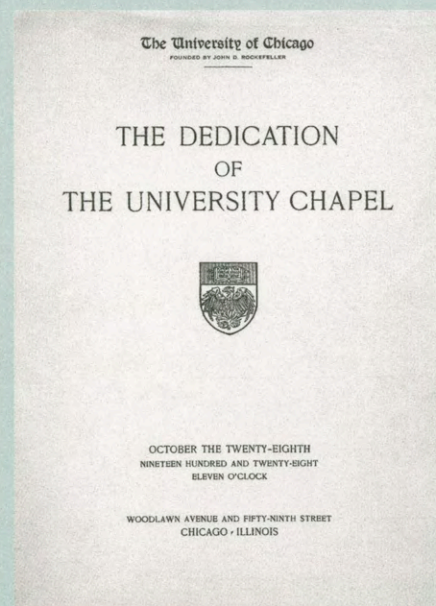 The University of Chicago
FOUNDED BY JOHN D. ROCKEFELLER
THE DEDICATION
OF
THE UNIVERSITY CHAPEL
OCTOBER THE TWENTY-EIGHTH
NINETEEN HUNDRED AND TWENTY-EIGHT
ELEVEN O'CLOCK
WOODLAWN AVENUE AND FIFTY-NINTH STREET
CHICAGO · ILLINOIS